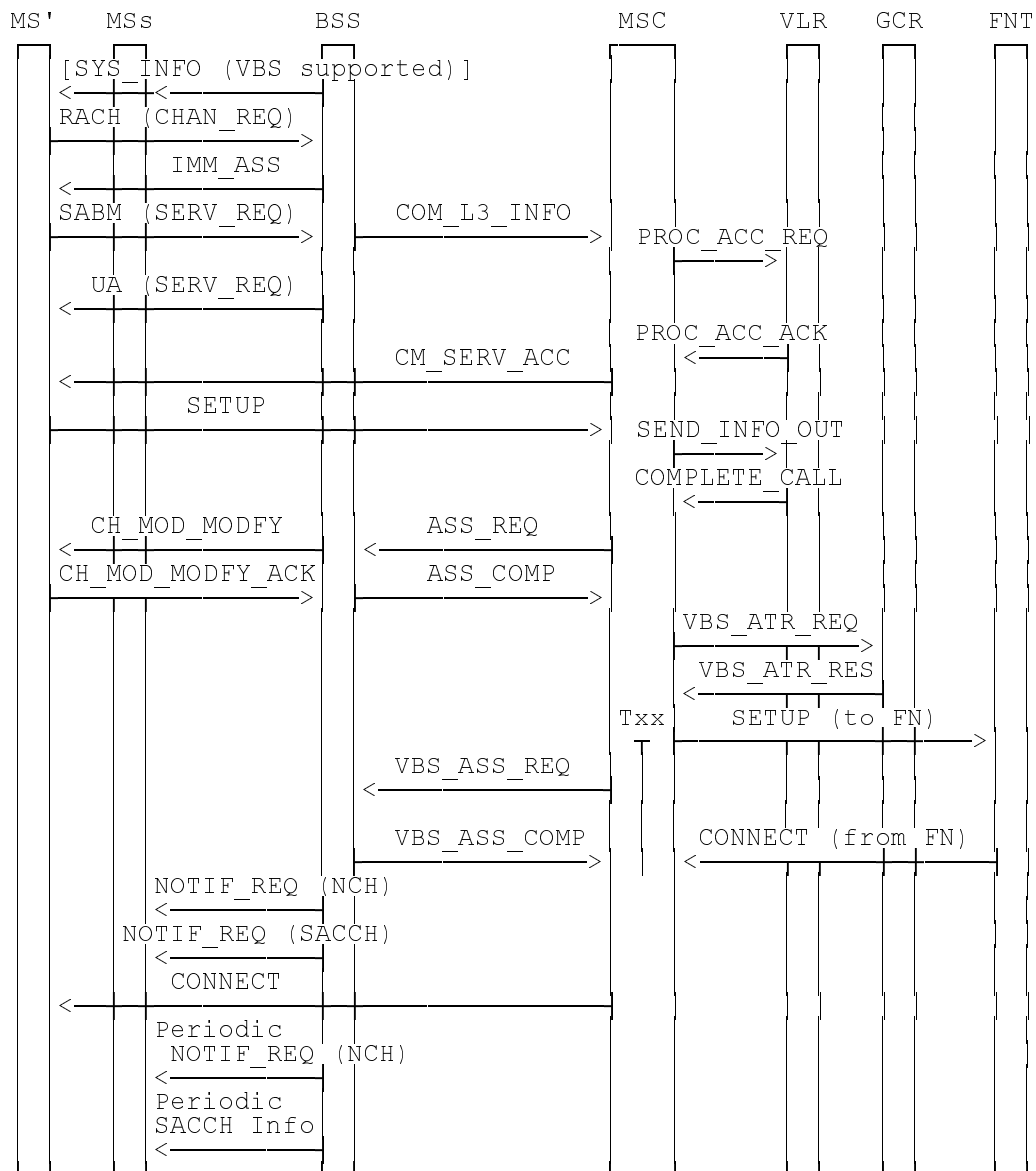 MS' MSs BSS MSC VLR GCR FNT
[SYS_INFO (VBS supported)]
RACH (CHAN_REQ)
IMM_ASS
SABM (SERV_REQ) COM_L3_INFO
PROC_ACC_REQ
UA (SERV_REQ)
PROC_ACC_ACK
CM_SERV_ACC
SETUP
SEND_INFO_OUT
COMPLETE_CALL
CH_MOD_MODFY ASS_REQ
CH_MOD_MODFY_ACK ASS_COMP
VBS_ATR_REQ
VBS_ATR_RES
Txx SETUP (to FN)
VBS_ASS_REQ
VBS_ASS_COMP CONNECT (from FN)
NOTIF_REQ (NCH)
NOTIF_REQ (SACCH)
CONNECT
Periodic
NOTIF_REQ (NCH)
Periodic
SACCH Info